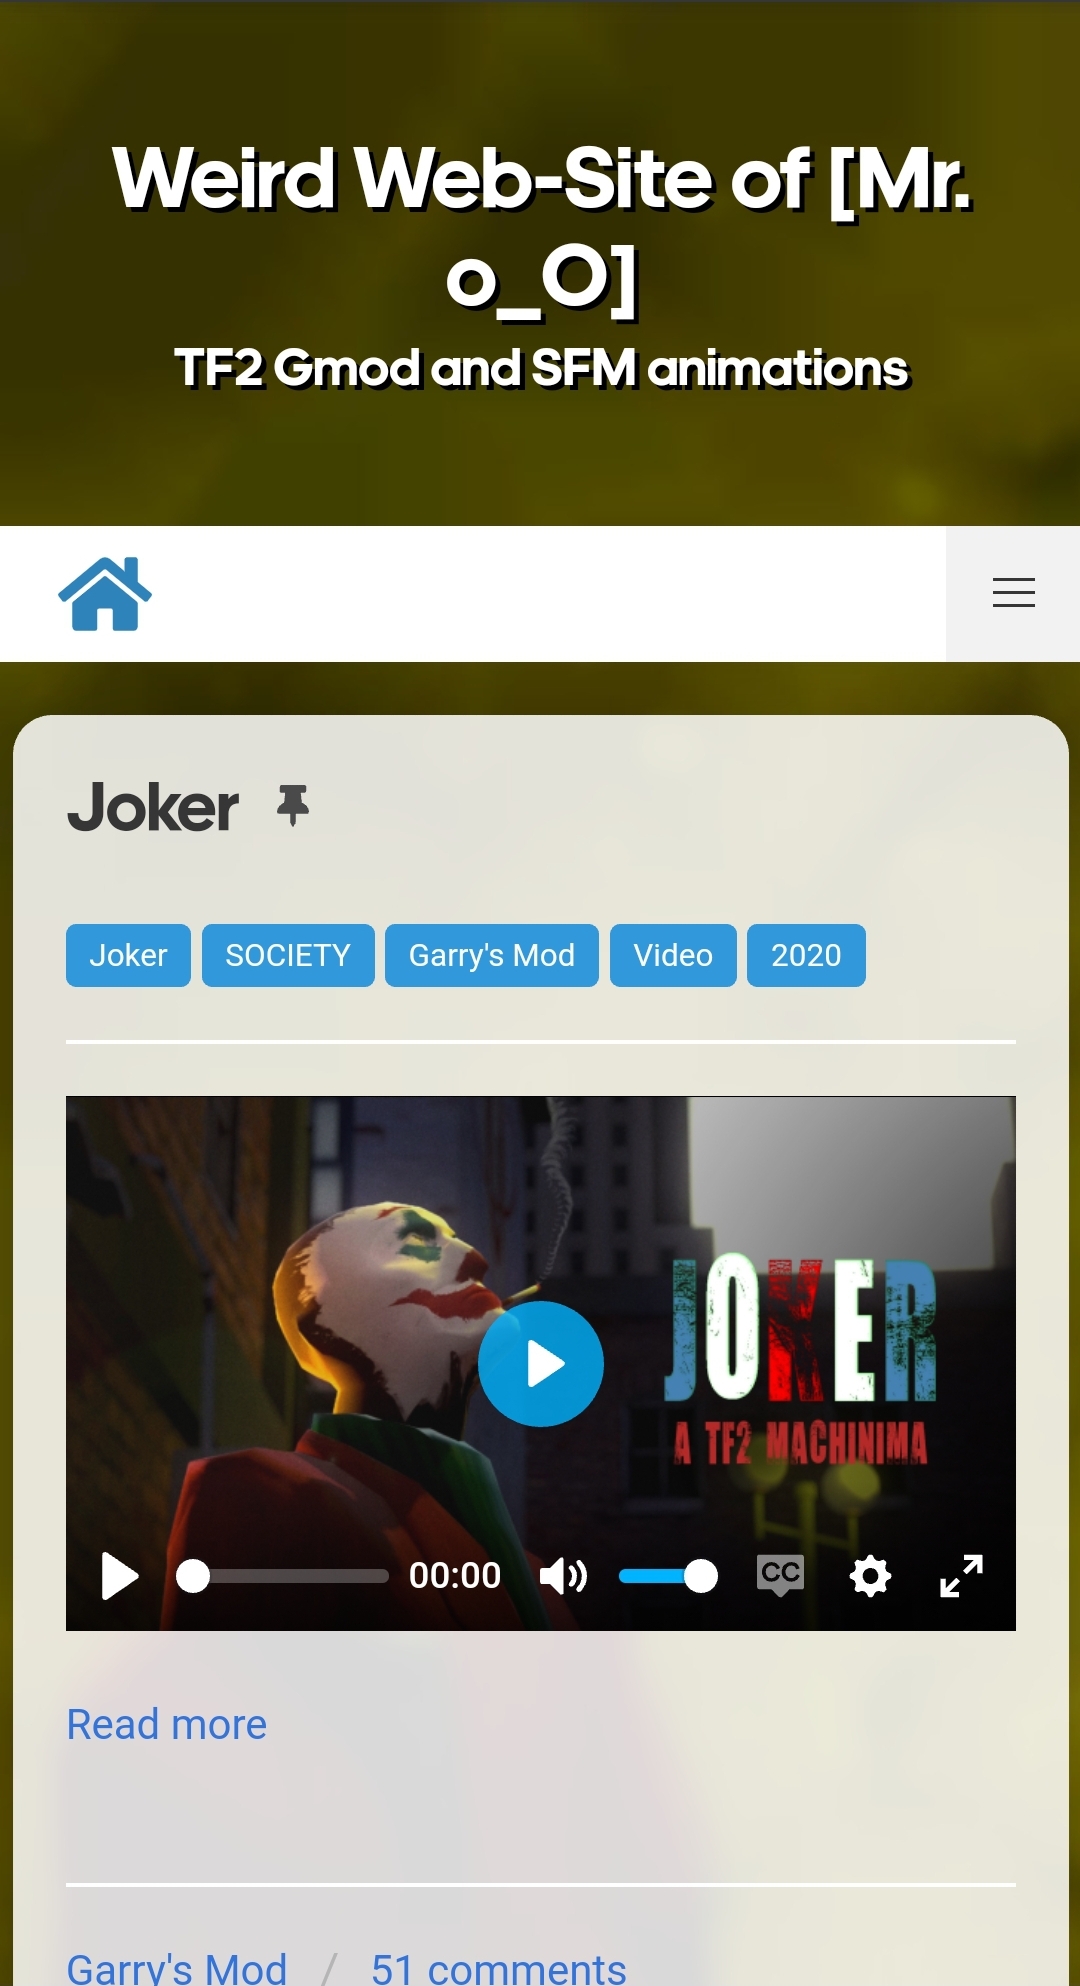 Weird Web-Site of [Mr.
o_O]
TF2 Gmod and SFM animations
Joker
Joker SOCIETY Garry's Mod Video 2020
JOKER
A TF2 MACHINIMA
00:00 CC
Read more
Garry's Mod / 51 comments